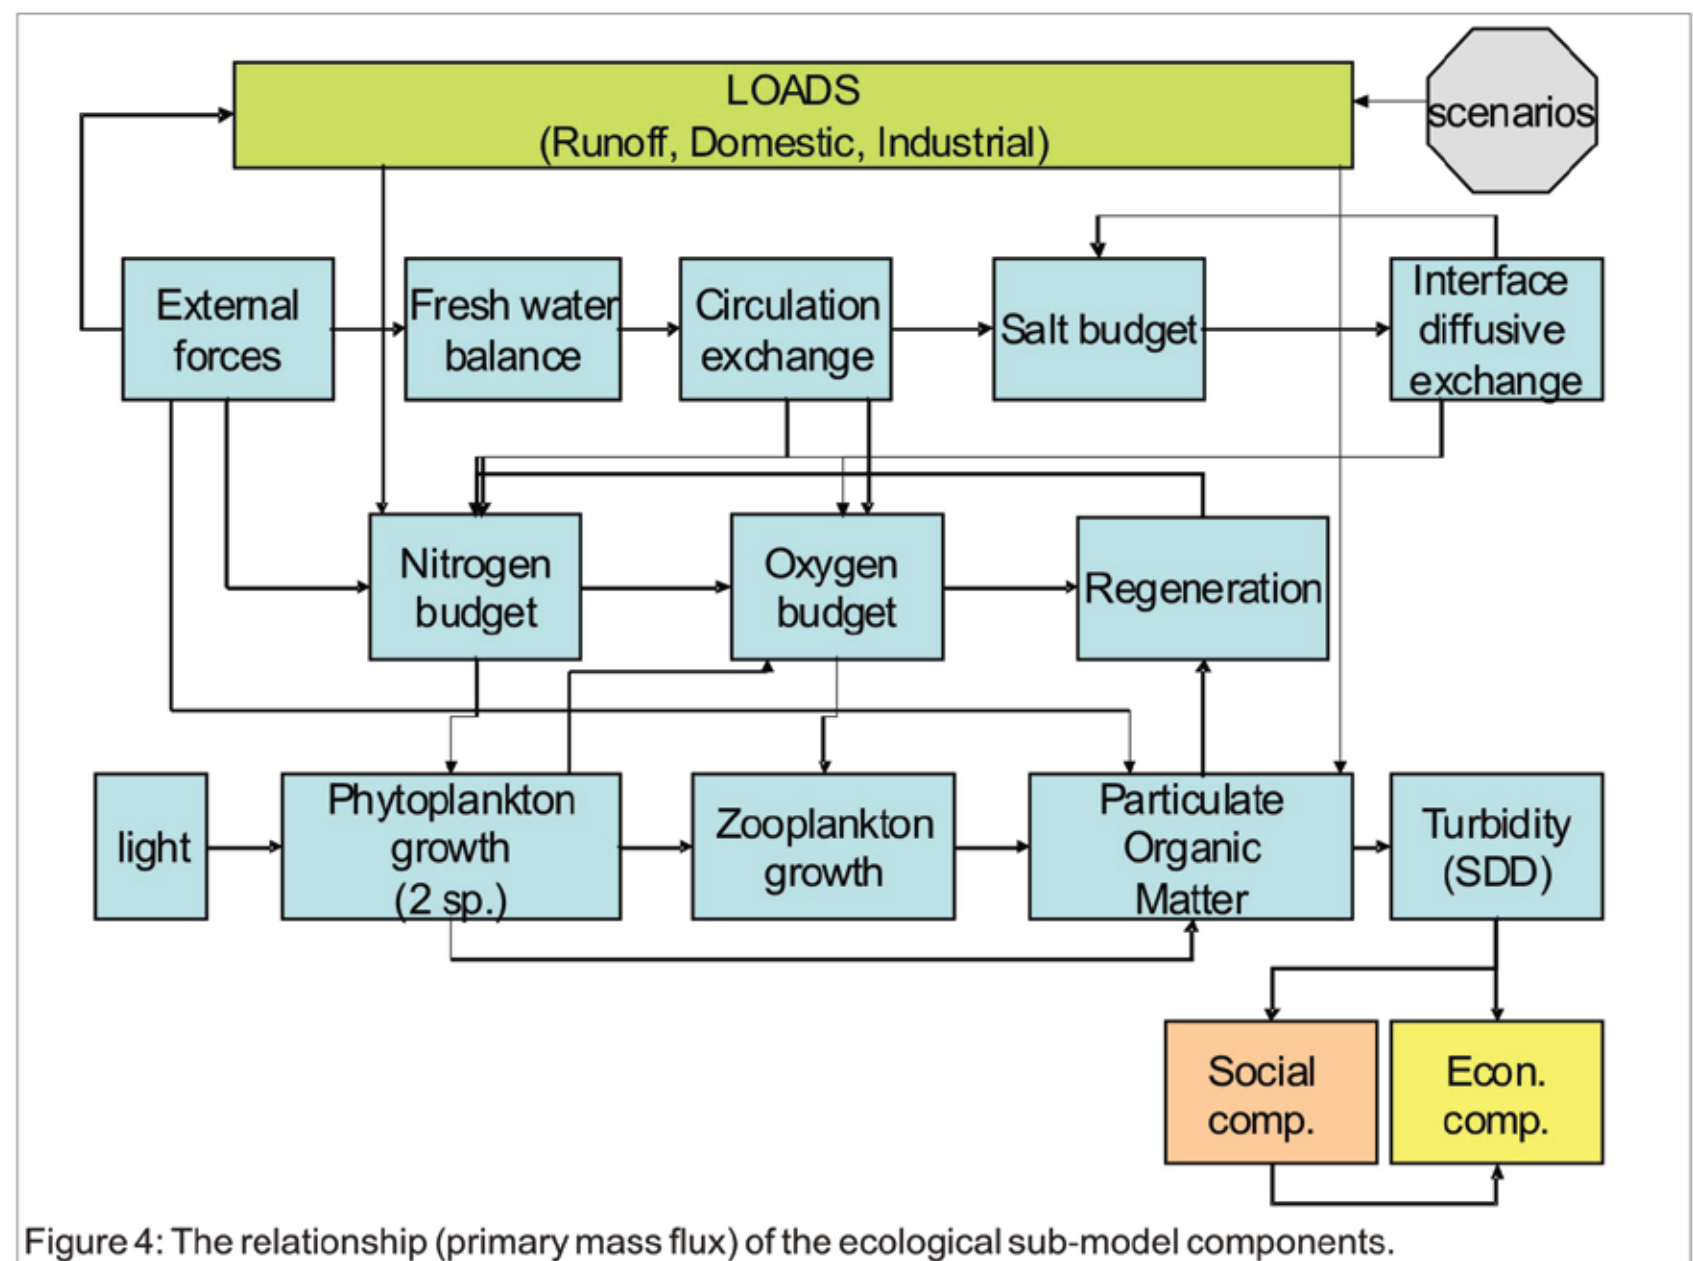 LOADS
(Runoff, Domestic, Industrial)
scenarios
External
forces
Fresh water
balance
Circulation
exchange
Salt budget
Interface
diffusive
exchange
Nitrogen
budget
Oxygen
budget
Regeneration
light
Phytoplankton
growth
(2 sp.)
Zooplankton
growth
Particulate
Organic
Matter
Turbidity
(SDD)
Social
comp.
Econ.
comp.
Figure 4: The relationship (primary mass flux) of the ecological sub-model components.